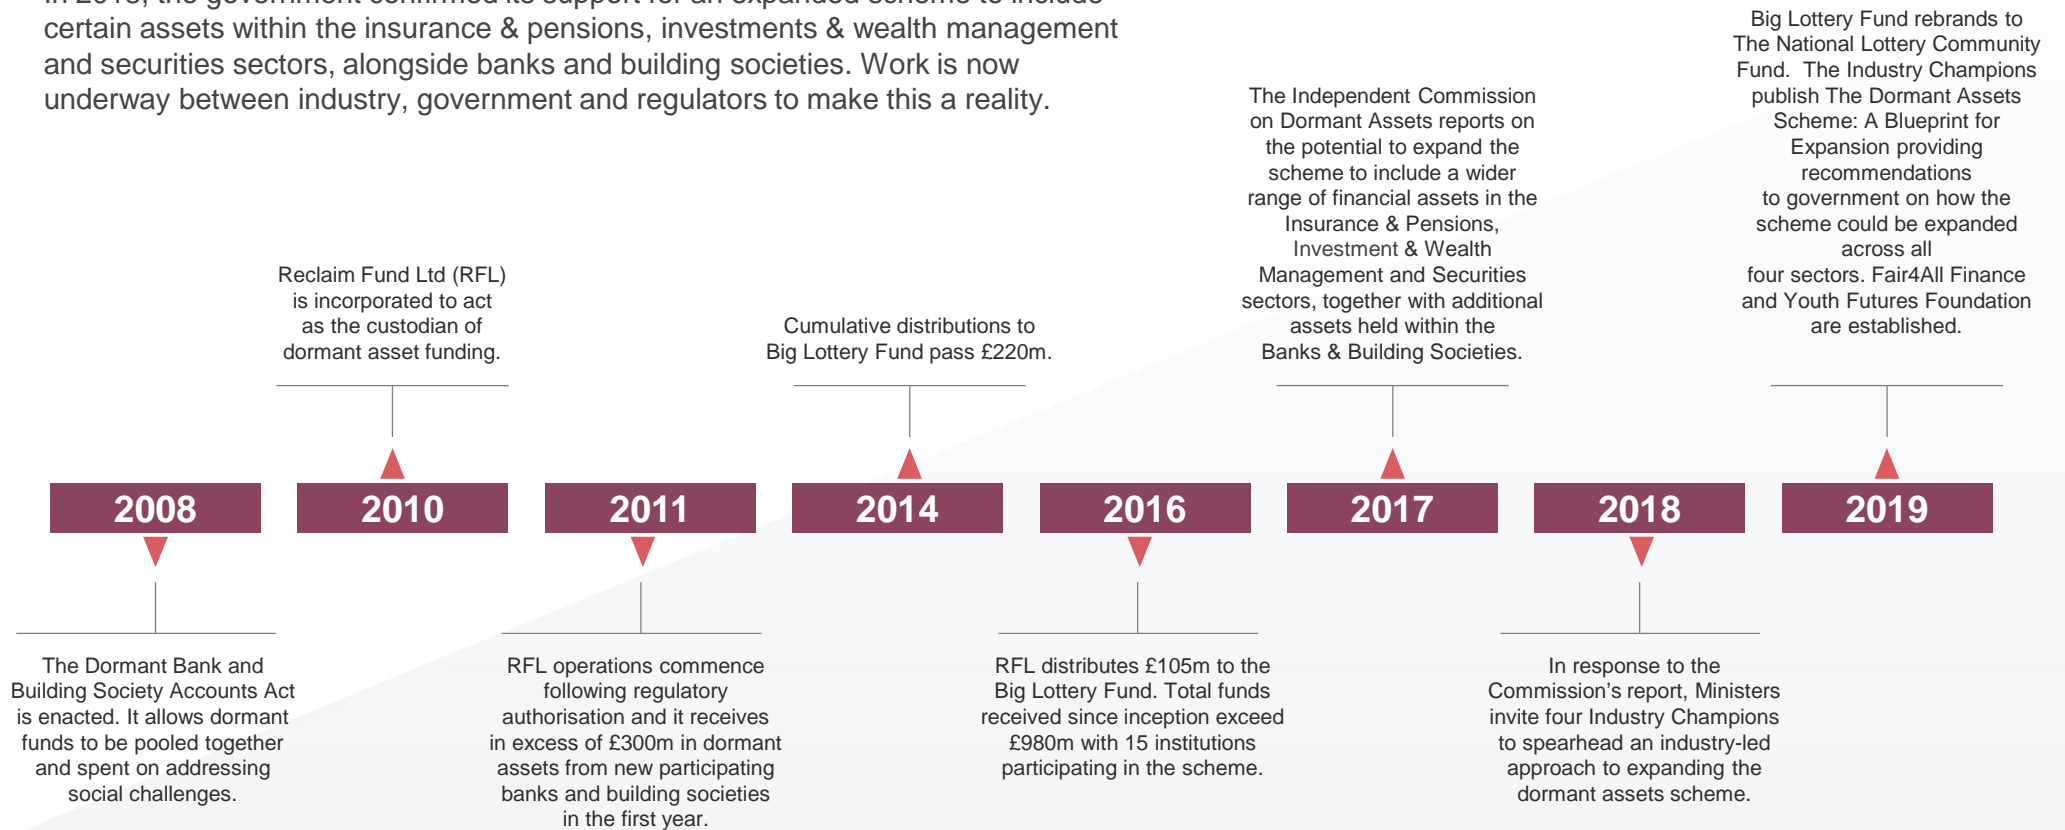 certain assets within the insurance & pensions, investments & wealth management
and securities sectors, alongside banks and building societies. Work is now
underway between industry, government and regulators to make this a reality.
Big Lottery Fund rebrands to
The National Lottery Community
Fund. The Industry Champions
publish The Dormant Assets
Scheme: A Blueprint for
Expansion providing
recommendations
to government on how the
scheme could be expanded
across all
four sectors. Fair4All Finance
and Youth Futures Foundation
are established.
The Independent Commission
on Dormant Assets reports on
the potential to expand the
scheme to include a wider
range of financial assets in the
Insurance & Pensions,
Investment & Wealth
Management and Securities
sectors, together with additional
assets held within the
Banks & Building Societies.
Reclaim Fund Ltd (RFL)
is incorporated to act
as the custodian of
dormant asset funding.
Cumulative distributions to
Big Lottery Fund pass £220m.
2008
2010
2011
2014
2016
2017
2018
2019
The Dormant Bank and
Building Society Accounts Act
is enacted. It allows dormant
funds to be pooled together
and spent on addressing
social challenges.
RFL operations commence
following regulatory
authorisation and it receives
in excess of £300m in dormant
assets from new participating
banks and building societies
in the first year.
RFL distributes £105m to the
Big Lottery Fund. Total funds
received since inception exceed
£980m with 15 institutions
participating in the scheme.
In response to the
Commission's report, Ministers
invite four Industry Champions
to spearhead an industry-led
approach to expanding the
dormant assets scheme.